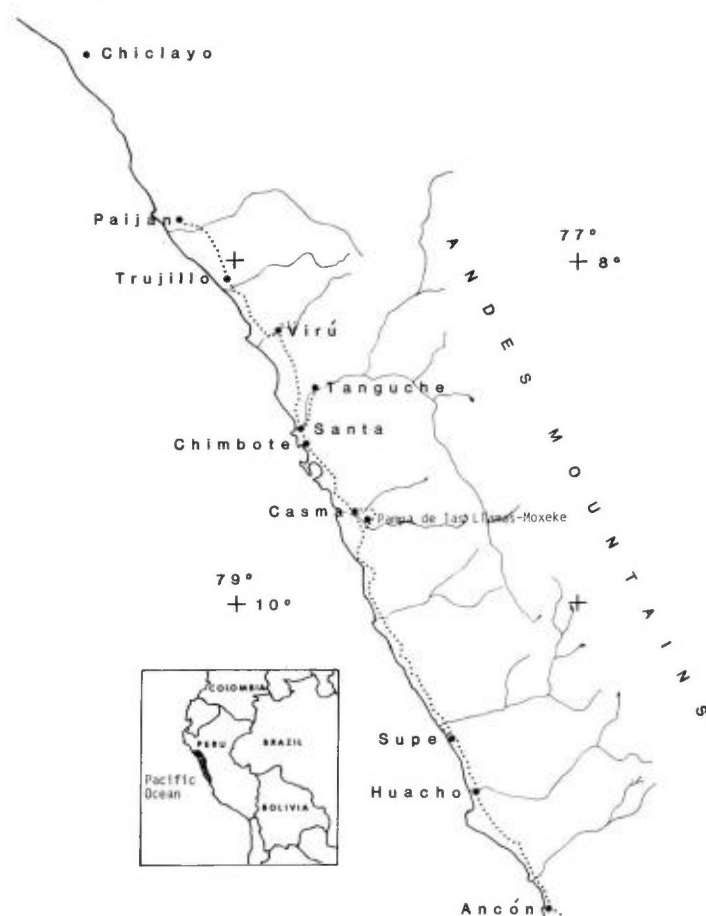 Chiclayo
Paiján
77°
8°
Trujillo
Virú
Tanguche
Santa
Chimbote
Casma
Pampa de las Llamas-Moxeke
79°
10°
ANDES MOUNTAINS
COLOMBIA
PERU
BRAZIL
Pacific
Ocean
BOLIVIA
Supe
Huacho
Ancón